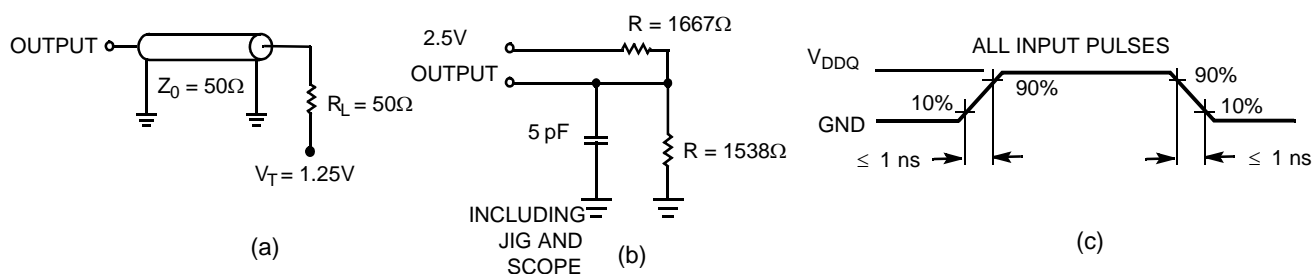 OUTPUT
Z0 = 50Ω
RL = 50Ω
VT = 1.25V
(a)
R = 1667Ω
2.5V
OUTPUT
5 pF
R = 1538Ω
INCLUDING
JIG AND
SCOPE
(b)
ALL INPUT PULSES
VDDQ
GND
10%
90%
90%
10%
≤ 1 ns
≤ 1 ns
(c)